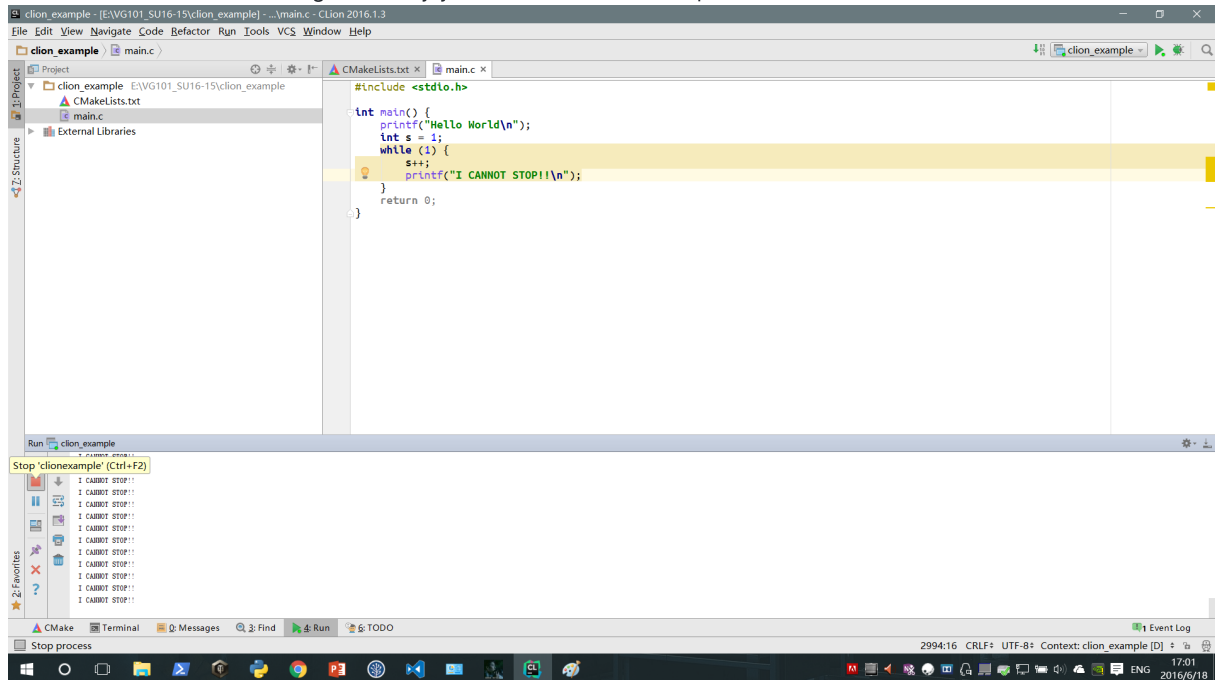 clion_example - [E:\VG101_SU16-15\clion_example] - ...\main.c - CLion 2016.1.3
File Edit View Navigate Code Refactor Run Tools VCS Window Help
clion_example main.c clion_example
1: Project
Z: Structure
2: Favorites
Project
clion_example E:\VG101_SU16-15\clion_example
CMakeLists.txt
main.c
External Libraries
CMakeLists.txt × main.c ×
#include <stdio.h>
int main() {
printf("Hello World\n");
int s = 1;
while (1) {
s++;
printf("I CANNOT STOP!!\n");
}
return 0;
}
Run clion_example
Stop 'clionexample' (Ctrl+F2)
I CANNOT STOP!!
I CANNOT STOP!!
I CANNOT STOP!!
I CANNOT STOP!!
I CANNOT STOP!!
I CANNOT STOP!!
I CANNOT STOP!!
I CANNOT STOP!!
I CANNOT STOP!!
I CANNOT STOP!!
I CANNOT STOP!!
CMake Terminal 0: Messages 3: Find 4: Run 6: TODO 1 Event Log
Stop process 2994:16 CRLF÷ UTF-8÷ Context: clion_example [D]
ENG 17:01
2016/6/18